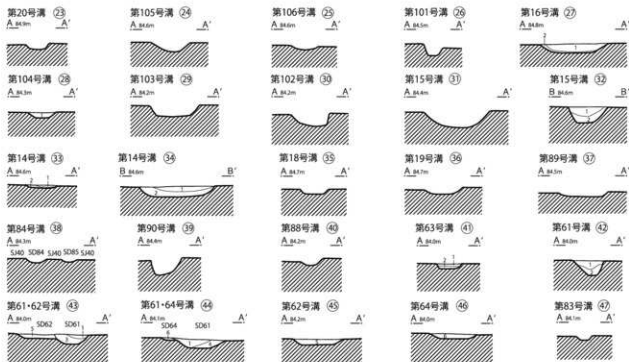 第20号溝 ㉓
A 84.9m A'
第105号溝 ㉔
A 84.6m A'
第106号溝 ㉕
A 84.6m A'
第101号溝 ㉖
A 84.5m A'
第16号溝 ㉗
A 84.8m A'
2
1
第104号溝 ㉘
A 84.3m A'
1
第103号溝 ㉙
A 84.2m A'
第102号溝 ㉚
A 84.2m A'
第15号溝 ㉛
A 84.4m A'
第15号溝 ㉜
B 84.6m B'
1
2
第14号溝 ㉝
A 84.6m A'
2 1
第14号溝 ㉞
B 84.6m B'
2 1
第18号溝 ㉟
A 84.7m A'
第19号溝 ㊱
A 84.7m A'
第89号溝 ㊲
A 84.5m A'
第84号溝 ㊳
A 84.3m A'
SJ40 SD84 SJ40 SD85 SJ40
第90号溝 ㊴
A 84.4m A'
第88号溝 ㊵
A 84.2m A'
第63号溝 ㊶
A 84.0m A'
2 1
第61号溝 ㊷
A 84.0m A'
第61・62号溝 ㊸
A 84.0m A'
SD62 SD61
第61・64号溝 ㊹
A 84.1m A'
SD64 SD61
第62号溝 ㊺
A 84.2m A'
第64号溝 ㊻
A 84.0m A'
第83号溝 ㊼
A 84.1m A'